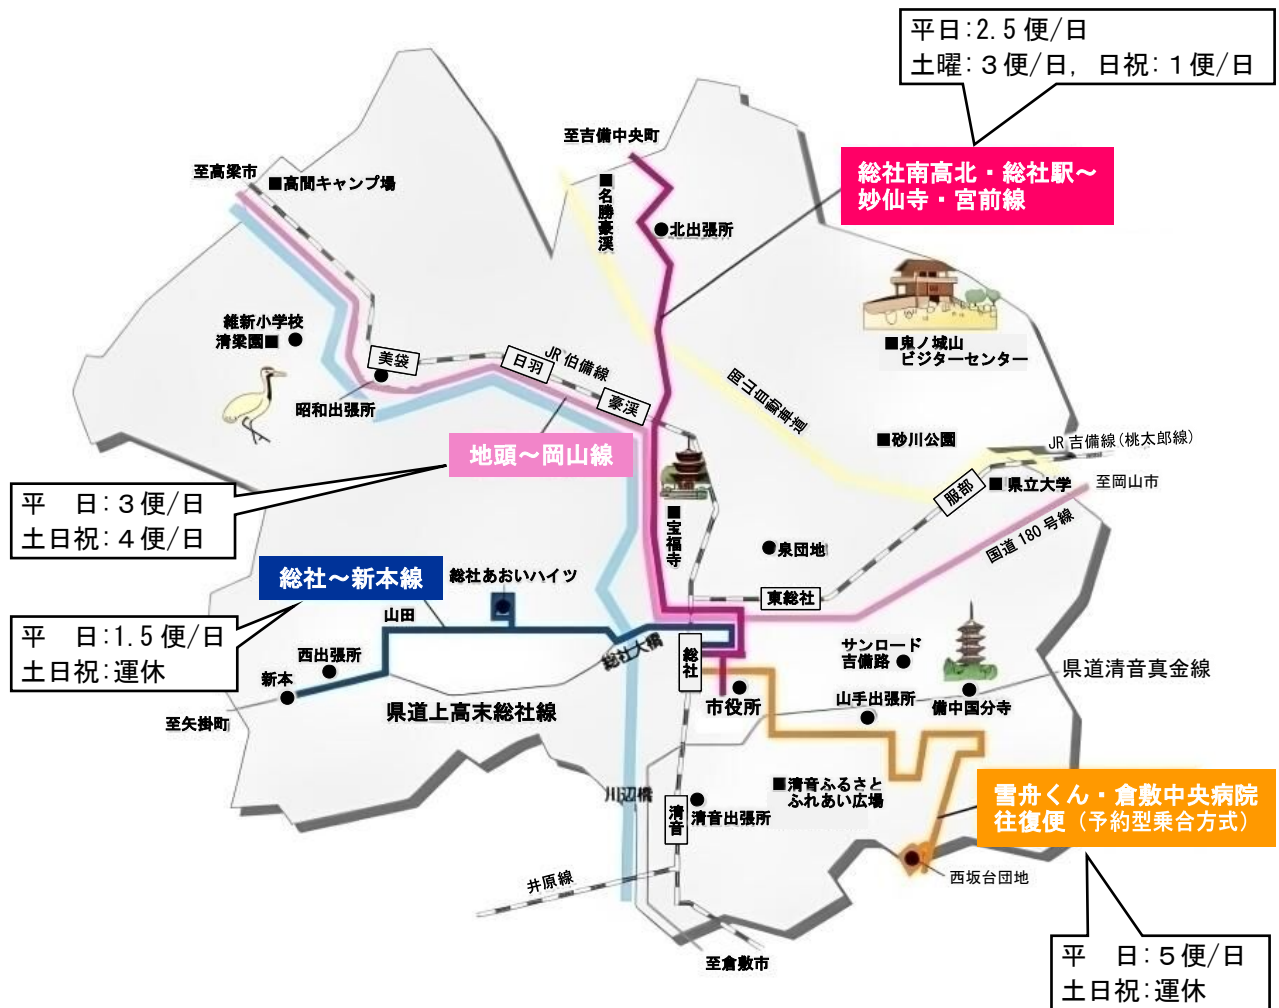 平日:2.5便/日
土曜:3便/日, 日祝:1便/日
至吉備中央町
総社南高北・総社駅～
妙仙寺・宮前線
至高梁市
■高間キャンプ場
■名勝豪渓
●北出張所
維新小学校
清梁園■
■鬼ノ城山
ビジターセンター
美袋
日羽
JR伯備線
豪渓
昭和出張所
岡山自動車道
地頭～岡山線
■砂川公園
JR吉備線(桃太郎線)
平　日:3便/日
土日祝:4便/日
服部
■県立大学
至岡山市
■宝福寺
国道180号線
●泉団地
総社～新本線
総社あおいハイツ
東総社
山田
平　日:1.5便/日
土日祝:運休
西出張所
総社大橋
総社
サンロード
吉備路●
県道清音真金線
新本
市役所
山手出張所
備中国分寺
至矢掛町
県道上高末総社線
川辺橋
清音
●清音出張所
■清音ふるさと
ふれあい広場
雪舟くん・倉敷中央病院
往復便（予約型乗合方式）
井原線
西坂台団地
至倉敷市
平　日:5便/日
土日祝:運休